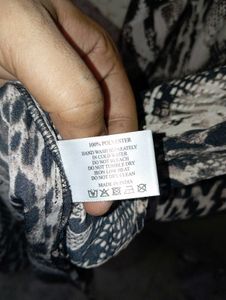 100% POLYESTER
HAND WASH SEPARATELY
IN COLD WATER
DO NOT BLEACH
DO NOT TUMBLE DRY
IRON LOW HEAT
DO NOT DRY CLEAN
MADE IN INDIA